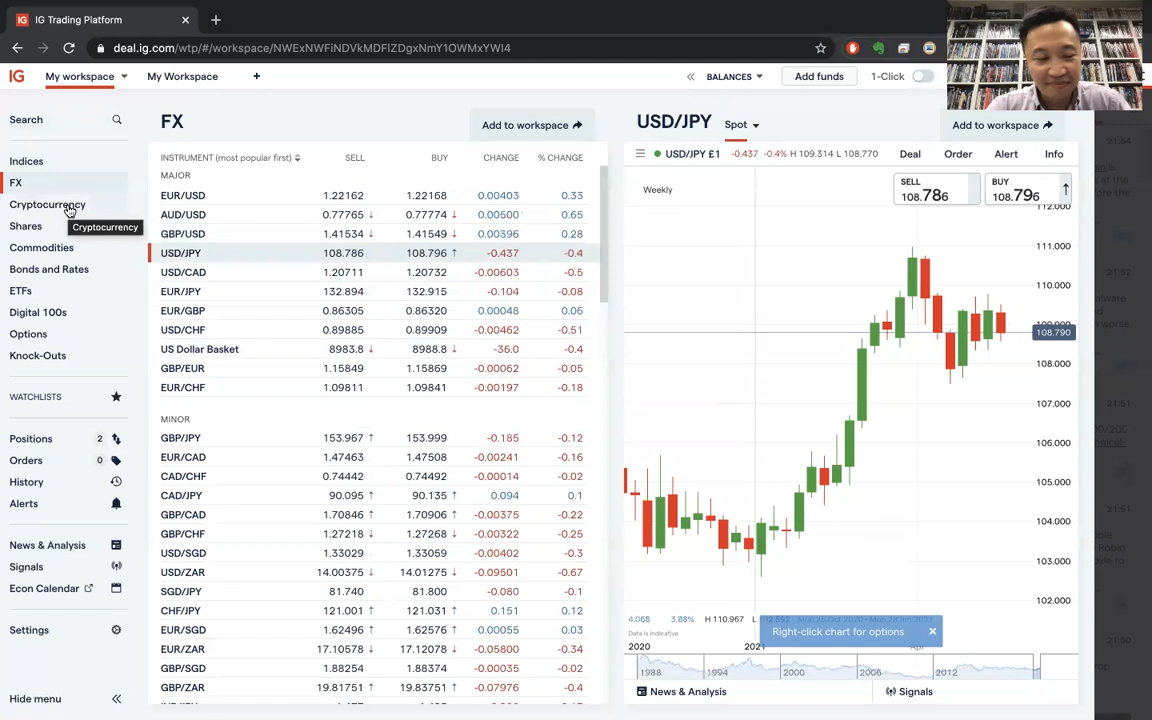 IG Trading Platform
deal.ig.com/wtp/#/workspace/NWExNWFiNDVkMDFlZDgxNmY1OWMxYWI4
IG My workspace My Workspace BALANCES Add funds 1-Click
Search
Indices
FX
Cryptocurrency
Cryptocurrency
Shares
Commodities
Bonds and Rates
ETFs
Digital 100s
Options
Knock-Outs
WATCHLISTS
Positions 2
Orders 0
History
Alerts
News & Analysis
Signals
Econ Calendar
Settings
Hide menu
FX Add to workspace
INSTRUMENT (most popular first) SELL BUY CHANGE % CHANGE
MAJOR
EUR/USD 1.22162 1.22168 0.00403 0.33
AUD/USD 0.77765 ↓ 0.77774 ↓ 0.00500 0.65
GBP/USD 1.41534 ↓ 1.41549 ↓ 0.00396 0.28
USD/JPY 108.786 108.796 ↑ -0.437 -0.4
USD/CAD 1.20711 1.20732 -0.00603 -0.5
EUR/JPY 132.894 132.915 -0.104 -0.08
EUR/GBP 0.86305 0.86320 0.00048 0.06
USD/CHF 0.89885 0.89909 -0.00462 -0.51
US Dollar Basket 8983.8 ↓ 8988.8 ↓ -36.0 -0.4
GBP/EUR 1.15849 1.15869 -0.00062 -0.05
EUR/CHF 1.09811 1.09841 -0.00197 -0.18
MINOR
GBP/JPY 153.967 ↑ 153.999 -0.185 -0.12
EUR/CAD 1.47463 1.47508 -0.00241 -0.16
CAD/CHF 0.74442 0.74492 -0.00014 -0.02
CAD/JPY 90.095 ↑ 90.135 ↑ 0.094 0.1
GBP/CAD 1.70846 ↑ 1.70906 ↑ -0.00375 -0.22
GBP/CHF 1.27218 ↓ 1.27268 ↓ -0.00322 -0.25
USD/SGD 1.33029 1.33059 -0.00402 -0.3
USD/ZAR 14.00375 ↓ 14.01275 ↓ -0.09501 -0.67
SGD/JPY 81.740 81.800 -0.080 -0.1
CHF/JPY 121.001 ↑ 121.031 ↑ 0.151 0.12
EUR/SGD 1.62496 ↑ 1.62576 ↑ 0.00055 0.03
EUR/ZAR 17.10578 ↓ 17.12078 ↓ -0.05800 -0.34
GBP/SGD 1.88254 1.88374 -0.00035 -0.02
GBP/ZAR 19.81751 ↑ 19.83751 ↑ -0.07976 -0.4
USD/JPY Spot Add to workspace
USD/JPY £1 -0.437 -0.4% H 109.314 L 108.770 Deal Order Alert Info
Weekly
SELL
108.786
BUY
108.796
112.000
111.000
110.000
108.790
108.000
107.000
106.000
105.000
104.000
103.000
102.000
4.068 3.88% H 110.967 L
Data is indicative
Right-click chart for options
2020 2021 Apr
1988 1994 2000 2006 2012
News & Analysis Signals
21:54
21:52
21:51
21:51
21:50